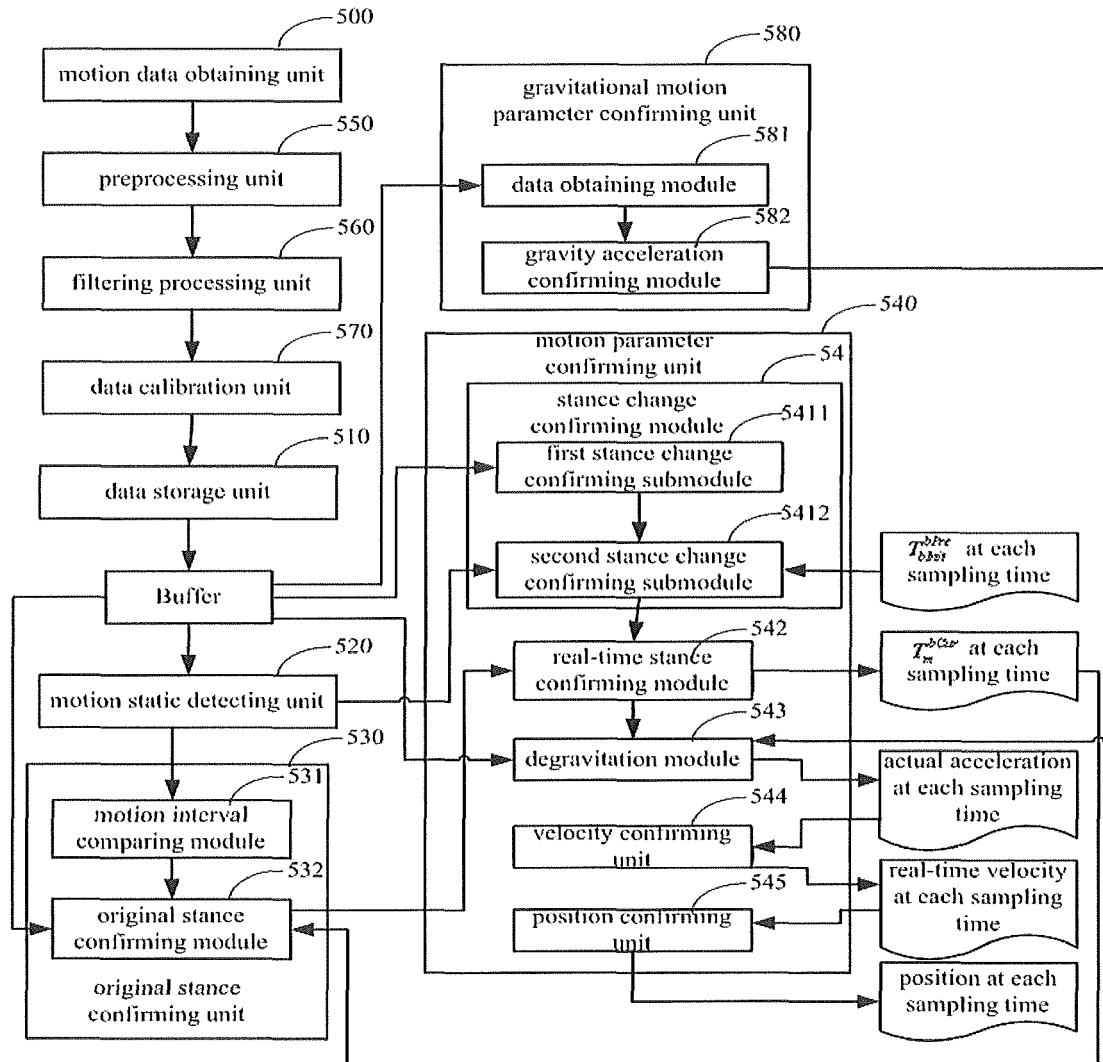 500
motion data obtaining unit
550
preprocessing unit
560
filtering processing unit
570
data calibration unit
510
data storage unit
Buffer
520
motion static detecting unit
530
531
motion interval
comparing module
532
original stance
confirming module
original stance
confirming unit
580
gravitational motion
parameter confirming unit
581
data obtaining module
582
gravity acceleration
confirming module
540
motion parameter
confirming unit
54
stance change
confirming module
5411
first stance change
confirming submodule
5412
second stance change
confirming submodule
542
real-time stance
confirming module
543
degravitation module
544
velocity confirming
unit
545
position confirming
unit
T_{bInit}^{bPre} at each
sampling time
T_m^{bCur} at each
sampling time
actual acceleration
at each sampling
time
real-time velocity
at each sampling
time
position at each
sampling time